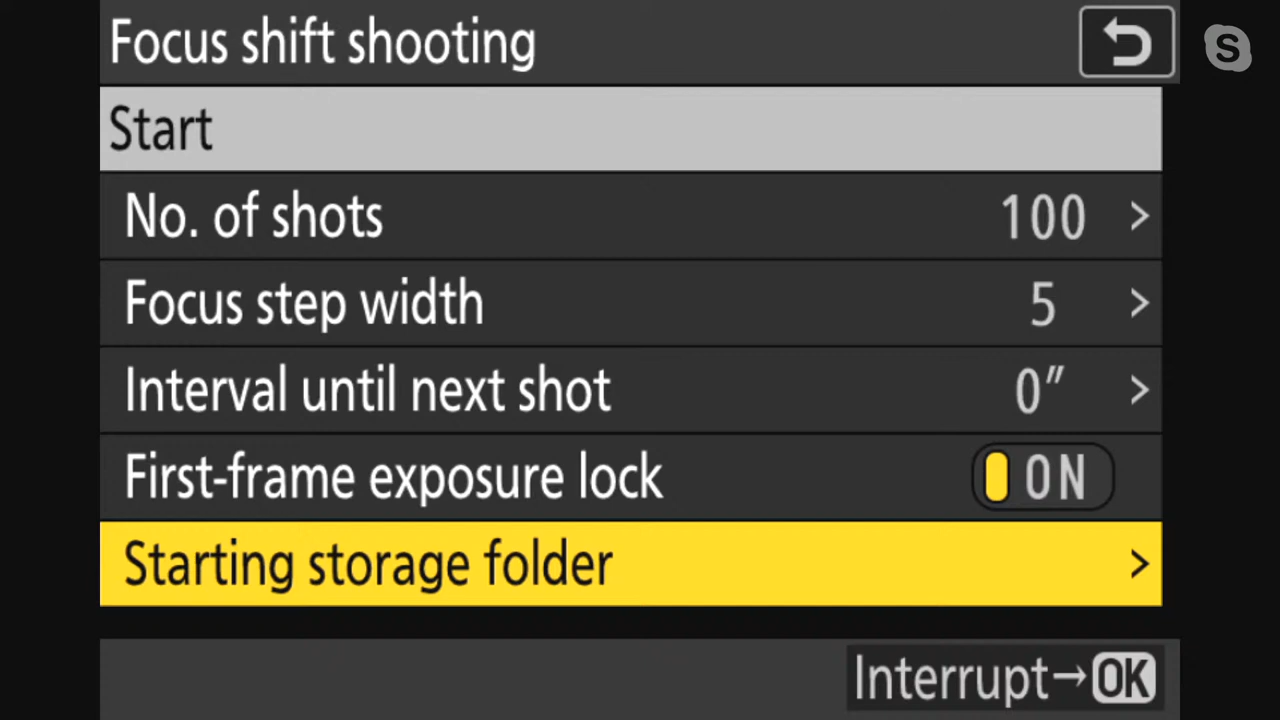 Focus shift shooting
S
Start
No. of shots 100 >
Focus step width 5 >
Interval until next shot 0″ >
First-frame exposure lock ON
Starting storage folder >
Interrupt→OK